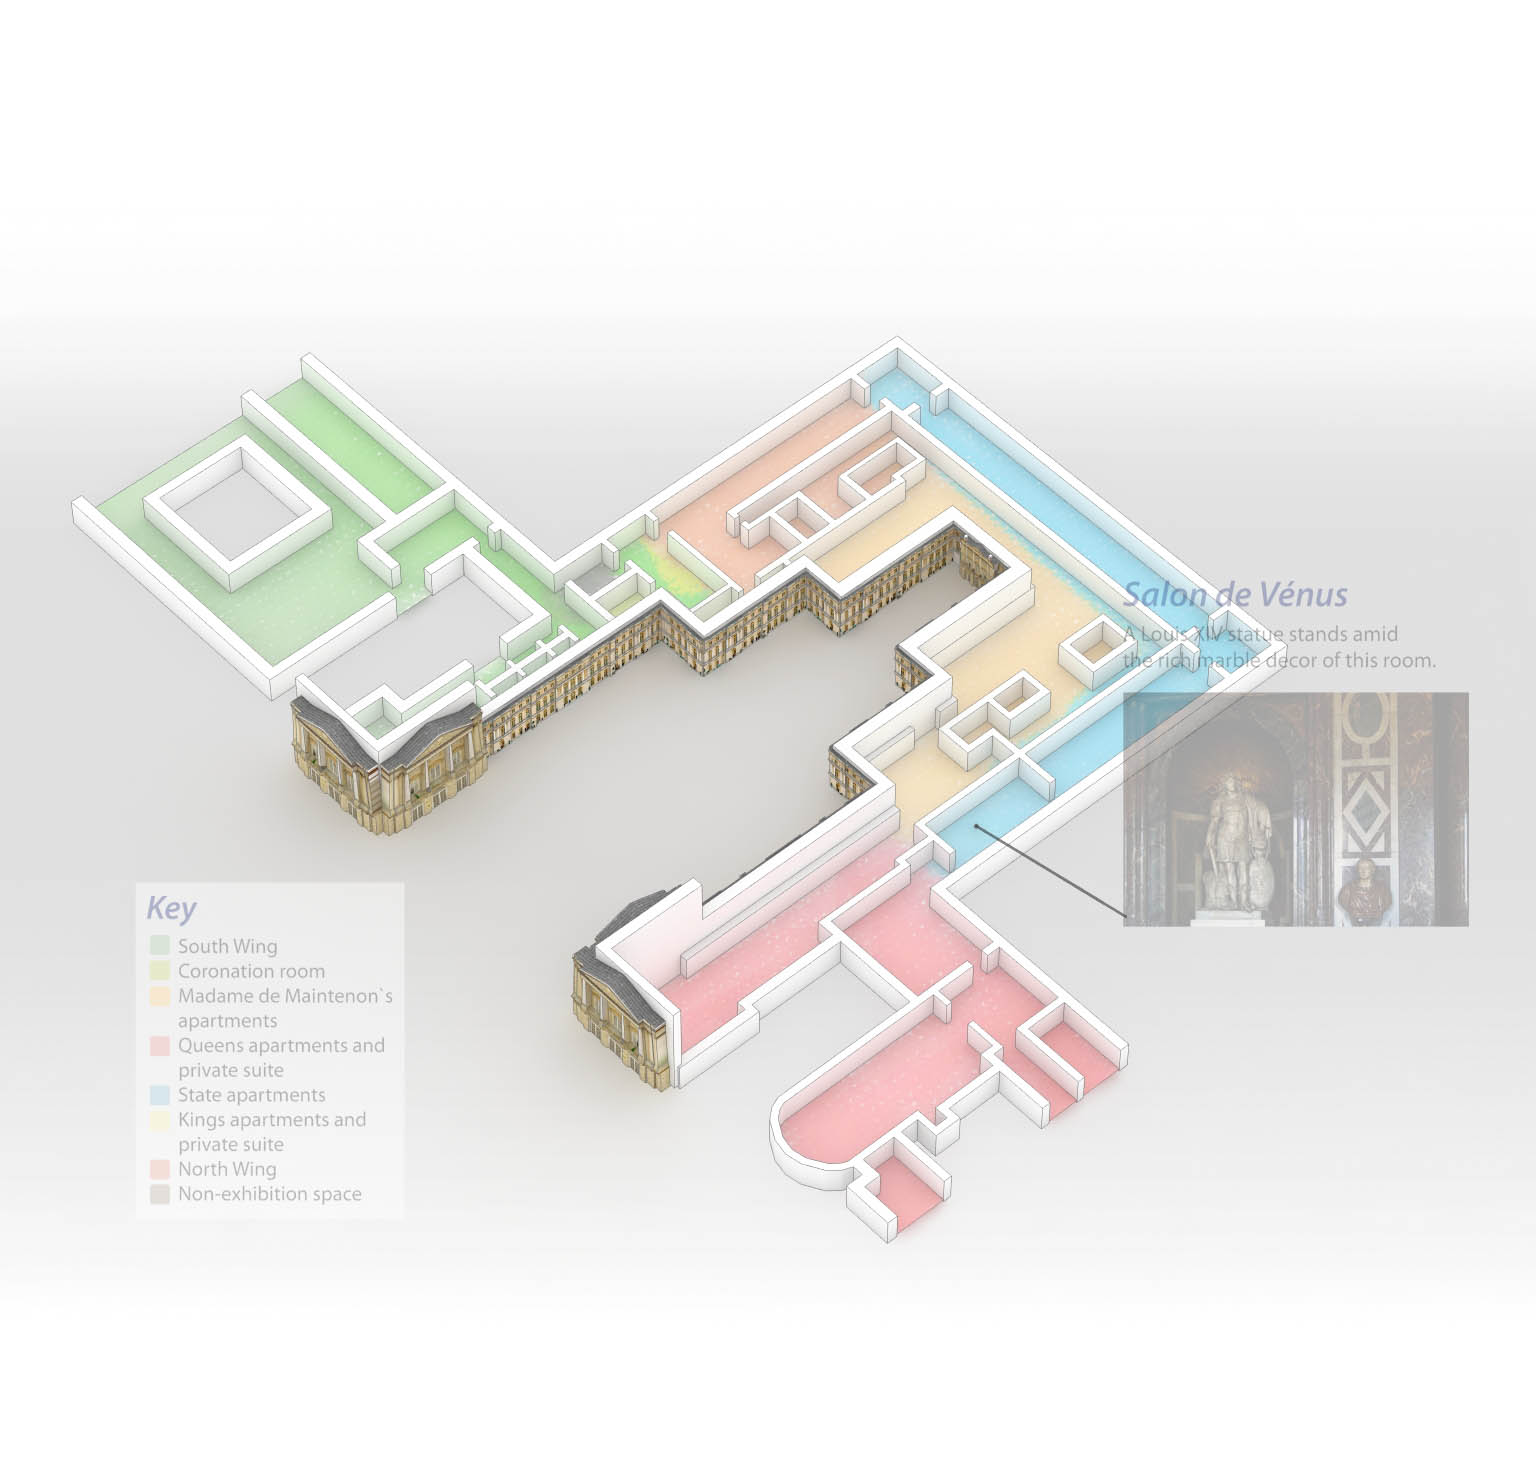 Salon de Vénus
A Louis XIV statue stands amid
the rich marble decor of this room.
Key
South Wing
Coronation room
Madame de Maintenon`s
apartments
Queens apartments and
private suite
State apartments
Kings apartments and
private suite
North Wing
Non-exhibition space